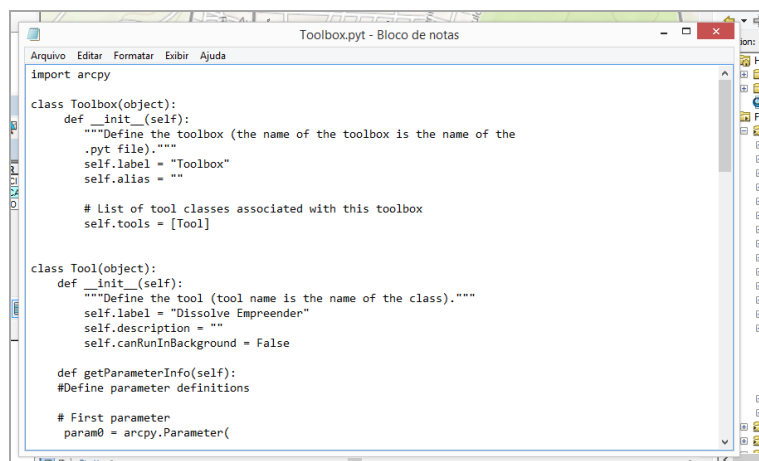 Toolbox.pyt - Bloco de notas
Arquivo Editar Formatar Exibir Ajuda
import arcpy

class Toolbox(object):
     def __init__(self):
        """Define the toolbox (the name of the toolbox is the name of the
        .pyt file)."""
        self.label = "Toolbox"
        self.alias = ""

        # List of tool classes associated with this toolbox
        self.tools = [Tool]


class Tool(object):
    def __init__(self):
        """Define the tool (tool name is the name of the class)."""
        self.label = "Dissolve Empreender"
        self.description = ""
        self.canRunInBackground = False

    def getParameterInfo(self):
    #Define parameter definitions

    # First parameter
     param0 = arcpy.Parameter(